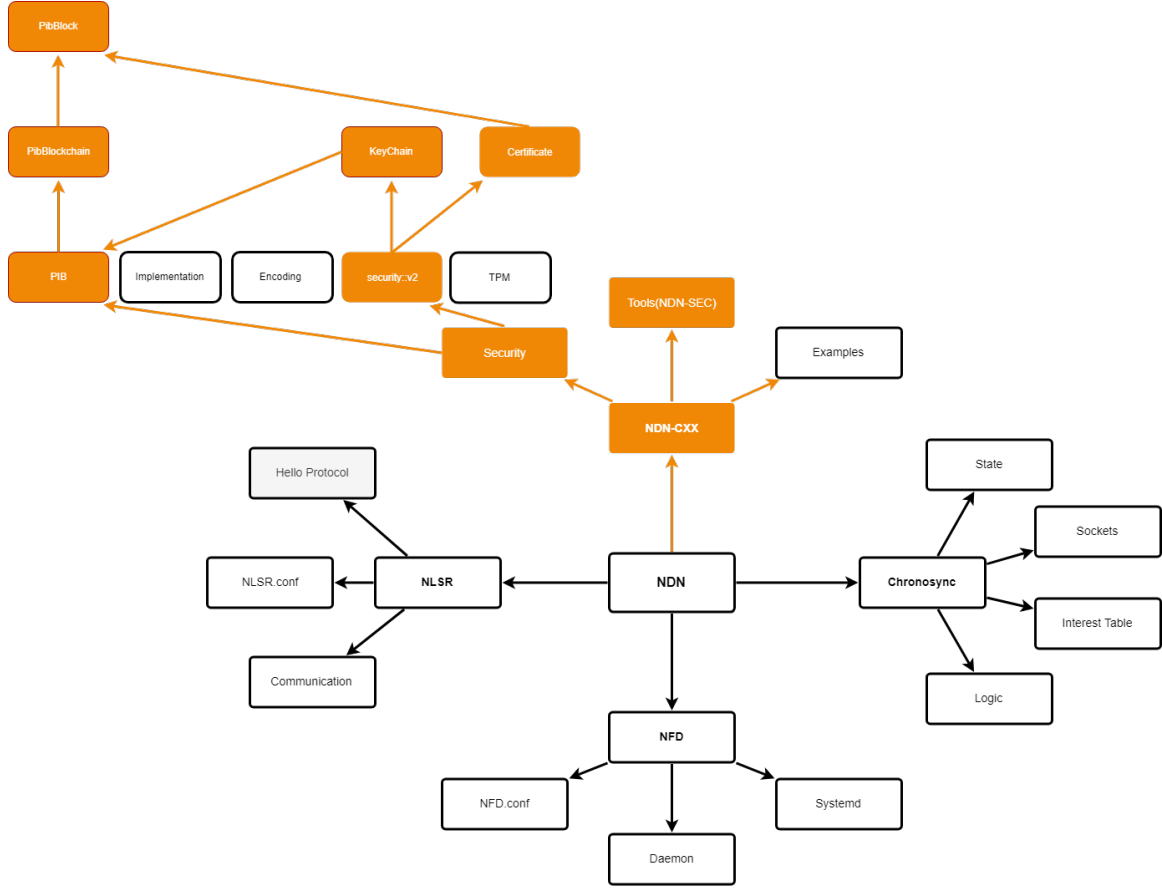 PibBlock
PibBlockchain
KeyChain
Certificate
PIB
Implementation
Encoding
security::v2
TPM
Tools(NDN-SEC)
Security
Examples
NDN-CXX
Hello Protocol
State
Sockets
NLSR.conf
NLSR
NDN
Chronosync
Interest Table
Communication
Logic
NFD
NFD.conf
Systemd
Daemon